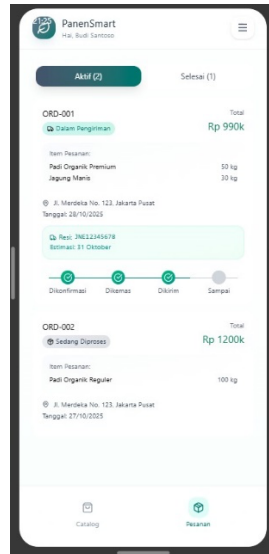 PanenSmart
Hai, Budi Santoso
Aktif (2)
Selesai (1)
ORD-001
Total
Dalam Pengiriman
Rp 990k
Item Pesanan:
Padi Organik Premium
50 kg
Jagung Manis
30 kg
Jl. Merdeka No. 123, Jakarta Pusat
Tanggal: 28/10/2025
Resi: JNE12345678
Estimasi: 31 Oktober
Dikonfirmasi
Dikemas
Dikirim
Sampai
ORD-002
Total
Sedang Diproses
Rp 1200k
Item Pesanan:
Padi Organik Reguler
100 kg
Jl. Merdeka No. 123, Jakarta Pusat
Tanggal: 27/10/2025
Catalog
Pesanan